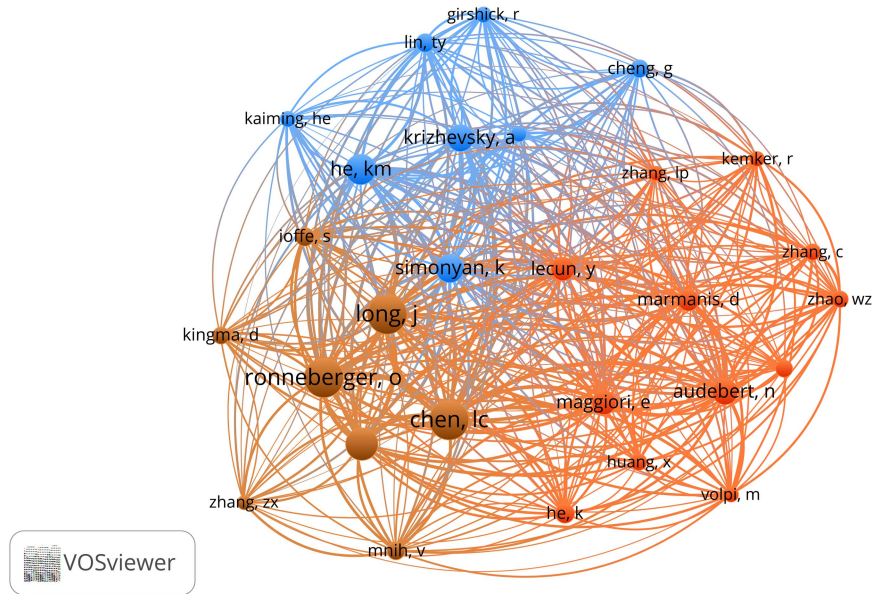 girshick, r
lin, ty
cheng, g
kaiming, he
krizhevsky, a
kemker, r
he, km
zhang, lp
ioffe, s
zhang, c
simonyan, k
lecun, y
marmanis, d
zhao, wz
long, j
kingma, d
ronneberger, o
audebert, n
maggiori, e
chen, lc
huang, x
volpi, m
zhang, zx
he, k
mnih, v
VOSviewer